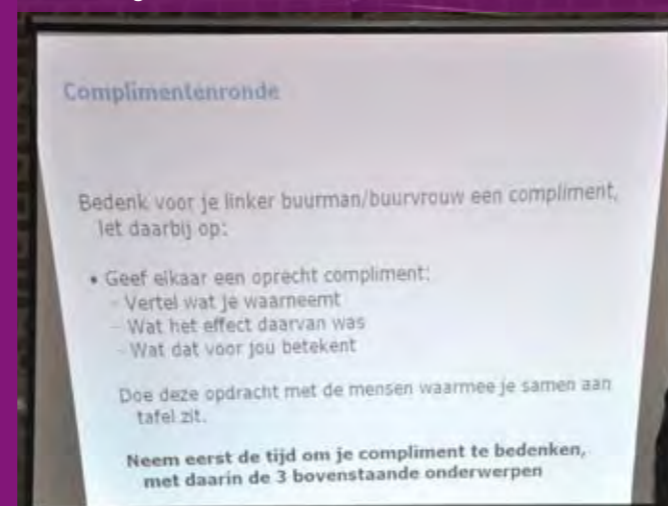 Complimentenronde
Bedenk voor je linker buurman/buurvrouw een compliment,
let daarbij op:
• Geef elkaar een oprecht compliment:
- Vertel wat je waarneemt
- Wat het effect daarvan was
- Wat dat voor jou betekent
Doe deze opdracht met de mensen waarmee je samen aan
tafel zit.
Neem eerst de tijd om je compliment te bedenken,
met daarin de 3 bovenstaande onderwerpen